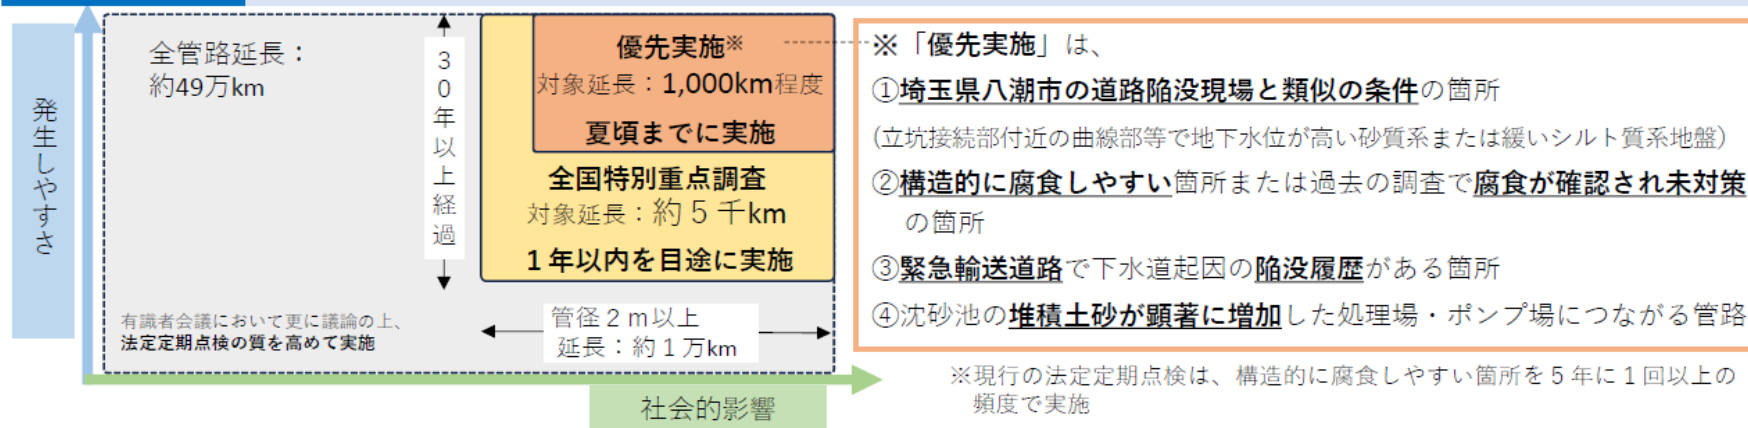 発生しやすさ
全管路延長：
約49万km
30年以上経過
優先実施※
対象延長：1,000km程度
夏頃までに実施
全国特別重点調査
対象延長：約５千km
１年以内を目途に実施
有識者会議において更に議論の上、
法定定期点検の質を高めて実施
管径２ｍ以上
延長：約１万km
社会的影響
※「優先実施」は、
①埼玉県八潮市の道路陥没現場と類似の条件の箇所
(立坑接続部付近の曲線部等で地下水位が高い砂質系または緩いシルト質系地盤)
②構造的に腐食しやすい箇所または過去の調査で腐食が確認され未対策
の箇所
③緊急輸送道路で下水道起因の陥没履歴がある箇所
④沈砂池の堆積土砂が顕著に増加した処理場・ポンプ場につながる管路
※現行の法定定期点検は、構造的に腐食しやすい箇所を５年に１回以上の
頻度で実施